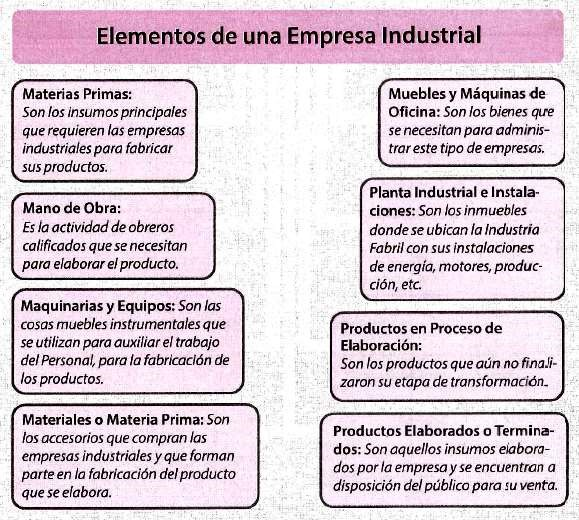 Elementos de una Empresa Industrial
Materias Primas:
Son los insumos principales
que requieren las empresas
industriales para fabricar
sus productos.
Mano de Obra:
Es la actividad de obreros
calificados que se necesitan
para elaborar el producto.
Maquinarias y Equipos: Son las
cosas muebles instrumentales que
se utilizan para auxiliar el trabajo
del Personal, para la fabricación de
los productos.
Materiales o Materia Prima: Son
los accesorios que compran las
empresas industriales y que forman
parte en la fabricación del producto
que se elabora.
Muebles y Máquinas de
Oficina: Son los bienes que
se necesitan para adminis-
trar este tipo de empresas.
Planta Industrial e Instala-
ciones: Son los inmuebles
donde se ubican la Industria
Fabril con sus instalaciones
de energía, motores, produc-
ción, etc.
Productos en Proceso de
Elaboración:
Son los productos que aún no finali-
zaron su etapa de transformación.
Productos Elaborados o Termina-
dos: Son aquellos insumos elabora-
dos por la empresa y se encuentran a
disposición del público para su venta.